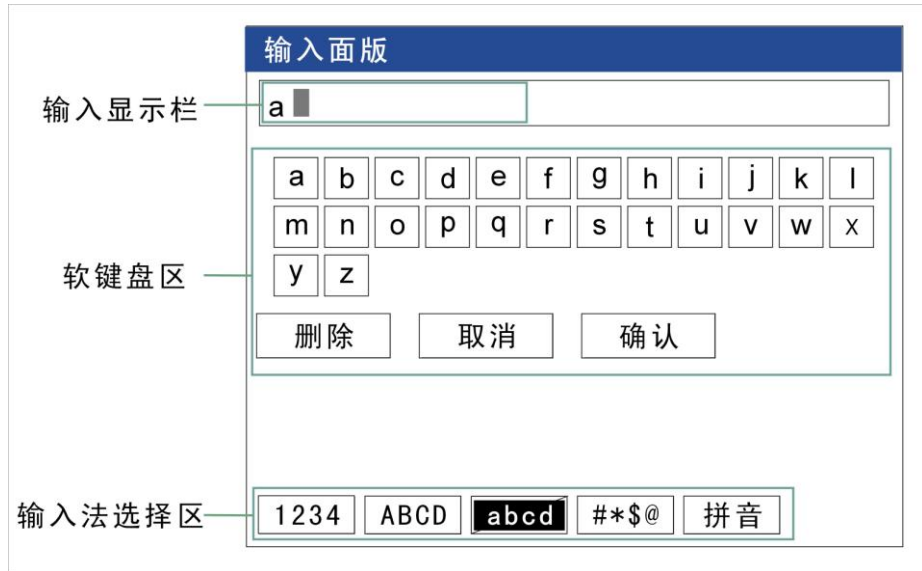 输入面版
输入显示栏
a
a b c d e f g h i j k l
m n o p q r s t u v w x
软键盘区
y z
删除 取消 确认
输入法选择区
1234 ABCD abcd #*$@ 拼音